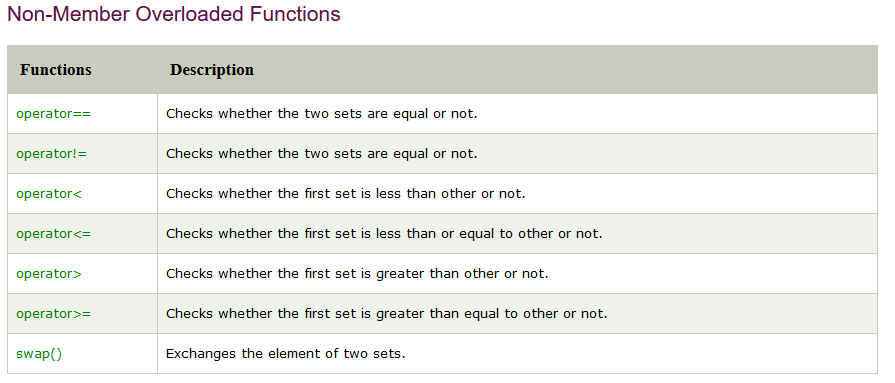 Non-Member Overloaded Functions
Functions Description
operator== Checks whether the two sets are equal or not.
operator!= Checks whether the two sets are equal or not.
operator< Checks whether the first set is less than other or not.
operator<= Checks whether the first set is less than or equal to other or not.
operator> Checks whether the first set is greater than other or not.
operator>= Checks whether the first set is greater than equal to other or not.
swap() Exchanges the element of two sets.